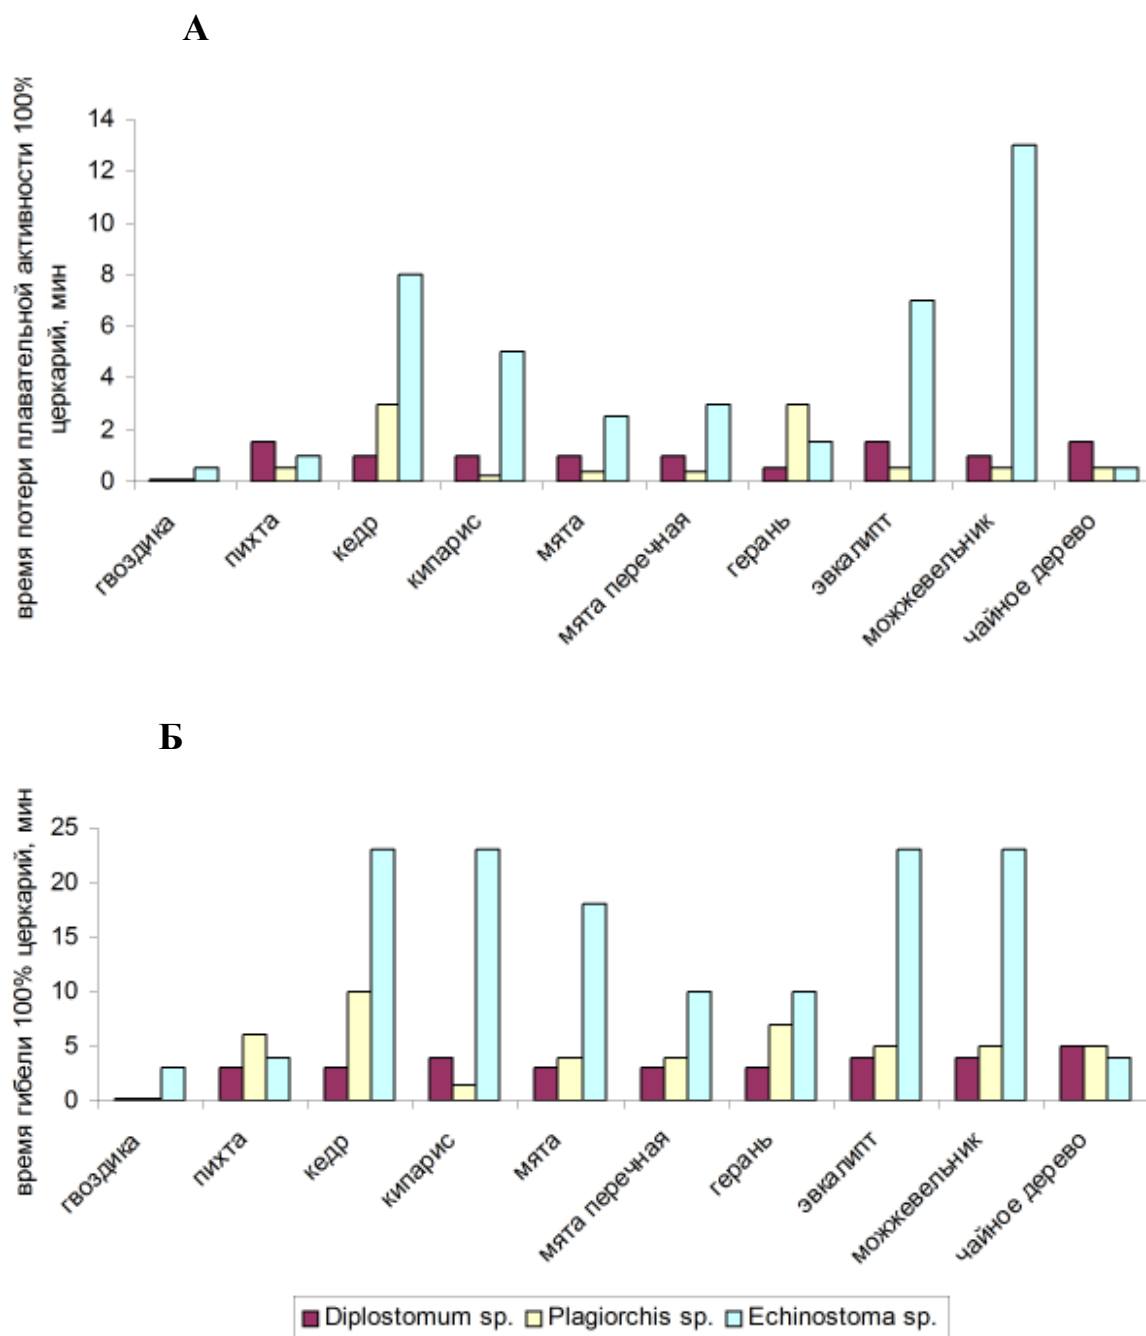 А
время потери плавательной активности 100%
церкарий, мин
14
12
10
8
6
4
2
0
гвоздика
пихта
кедр
кипарис
мята
мята перечная
герань
эвкалипт
можжевельник
чайное дерево
Б
время гибели 100% церкарий, мин
25
20
15
10
5
0
гвоздика
пихта
кедр
кипарис
мята
мята перечная
герань
эвкалипт
можжевельник
чайное дерево
Diplostomum sp. Plagiorchis sp. Echinostoma sp.